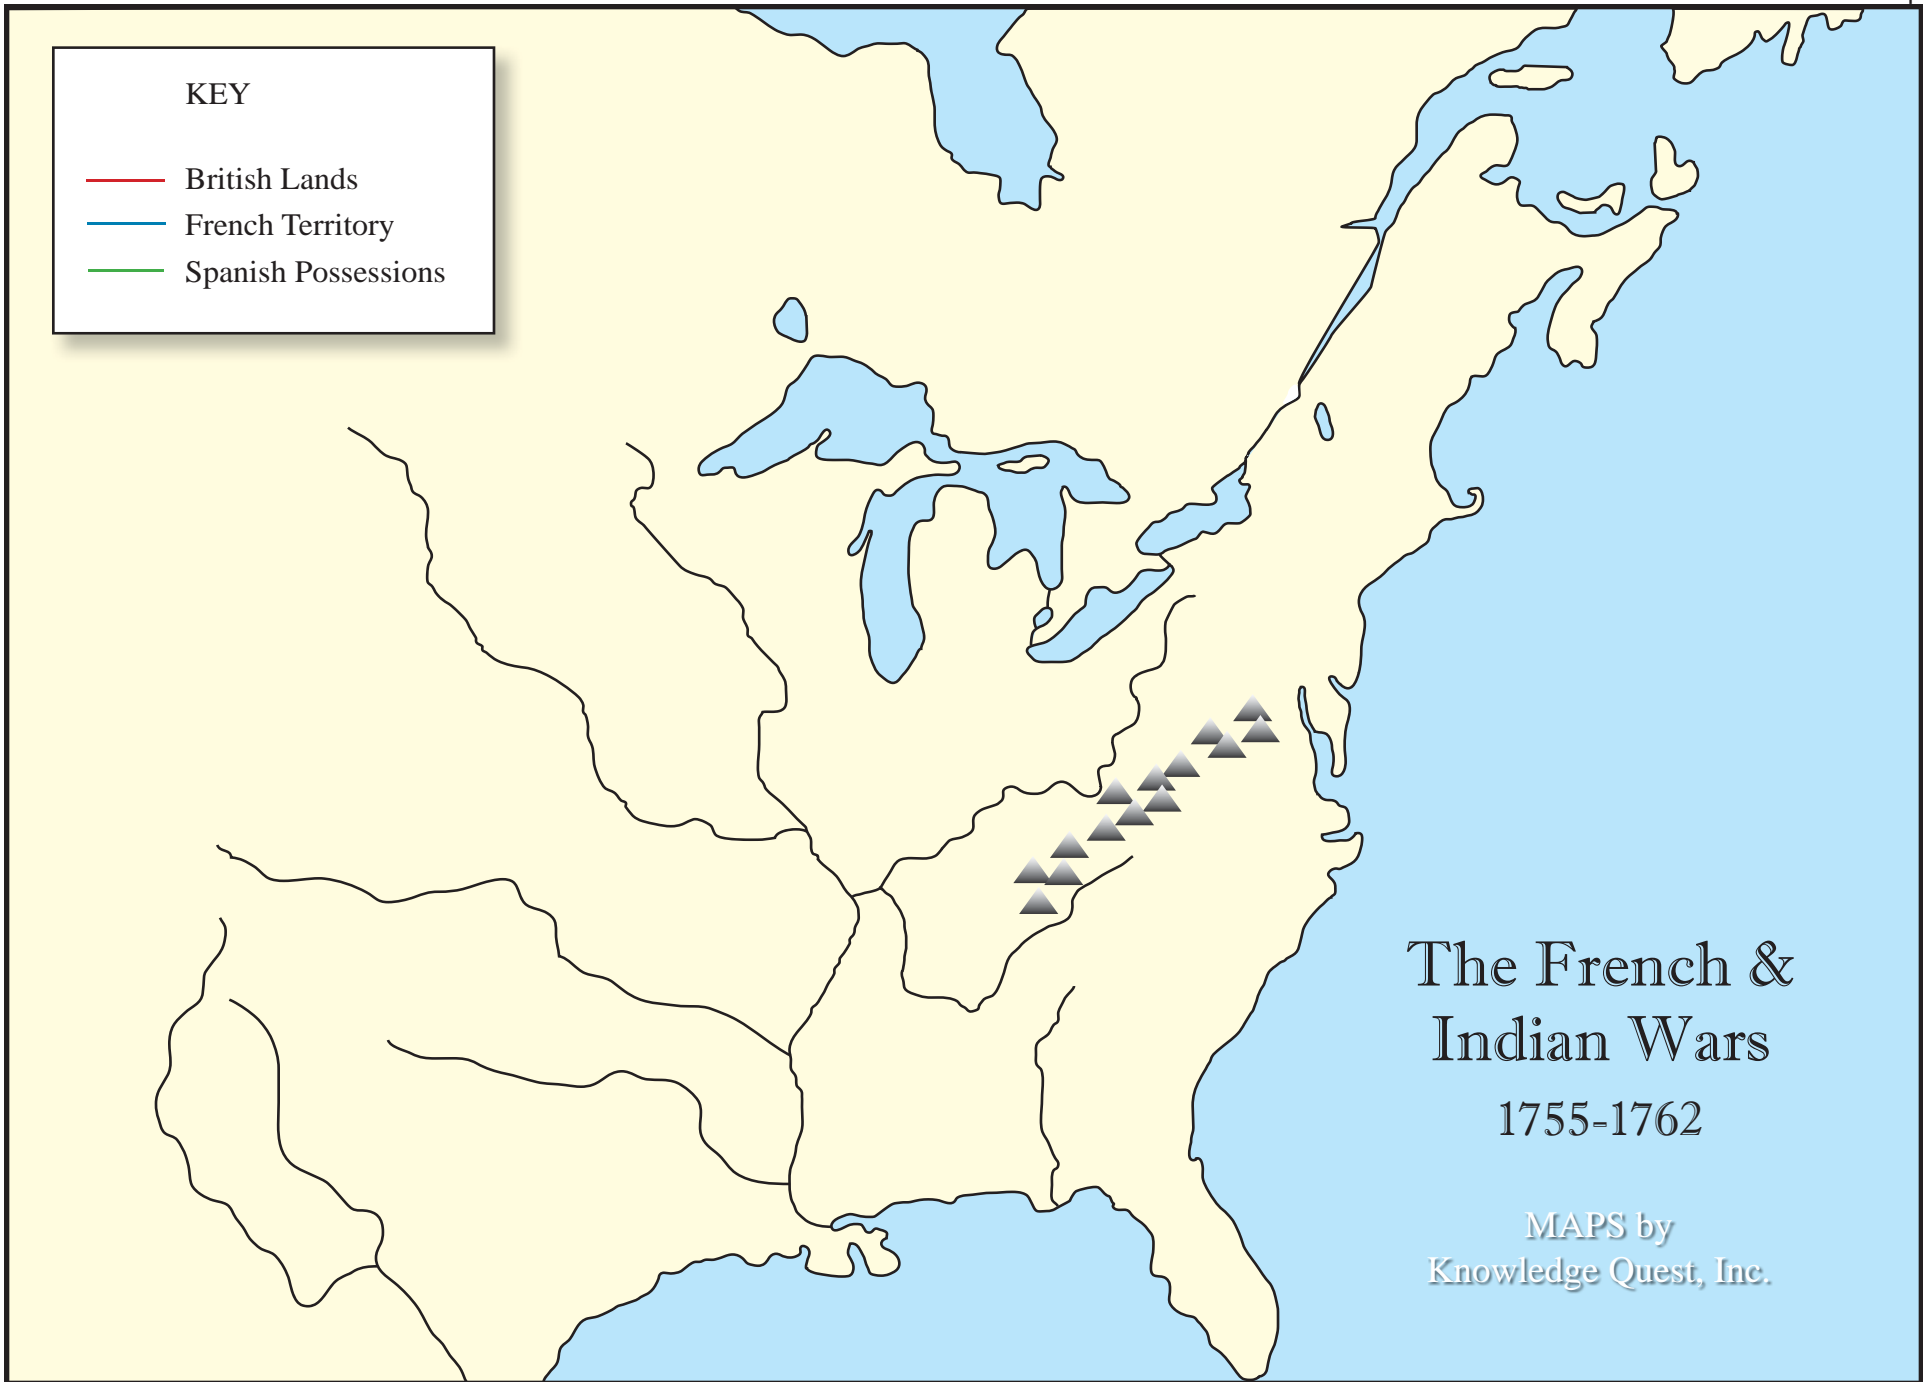 KEY
British Lands
French Territory
Spanish Possessions
The French &
Indian Wars
1755-1762
MAPS by
Knowledge Quest, Inc.